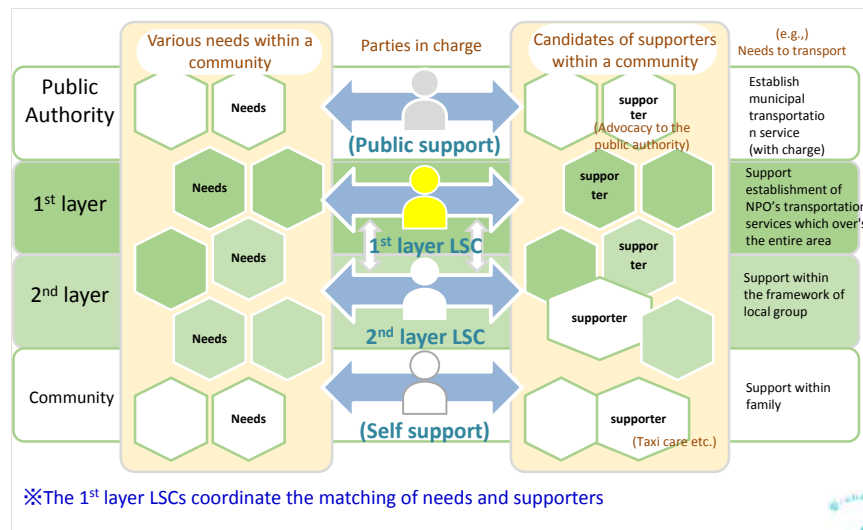 Various needs within a
community
Parties in charge
Candidates of supporters
within a community
(e.g.,)
Needs to transport
Public
Authority
Needs
(Public support)
suppor
ter
(Advocacy to the
public authority)
Establish
municipal
transportatio
n service
(with charge)
1st layer
Needs
1st layer LSC
suppor
ter
Support
establishment of
NPO's transportation
services which over's
the entire area
Needs
suppor
ter
2nd layer
Needs
2nd layer LSC
supporter
Support within
the framework of
local group
Community
Needs
(Self support)
supporter
(Taxi care etc.)
Support within
family
※The 1st layer LSCs coordinate the matching of needs and supporters